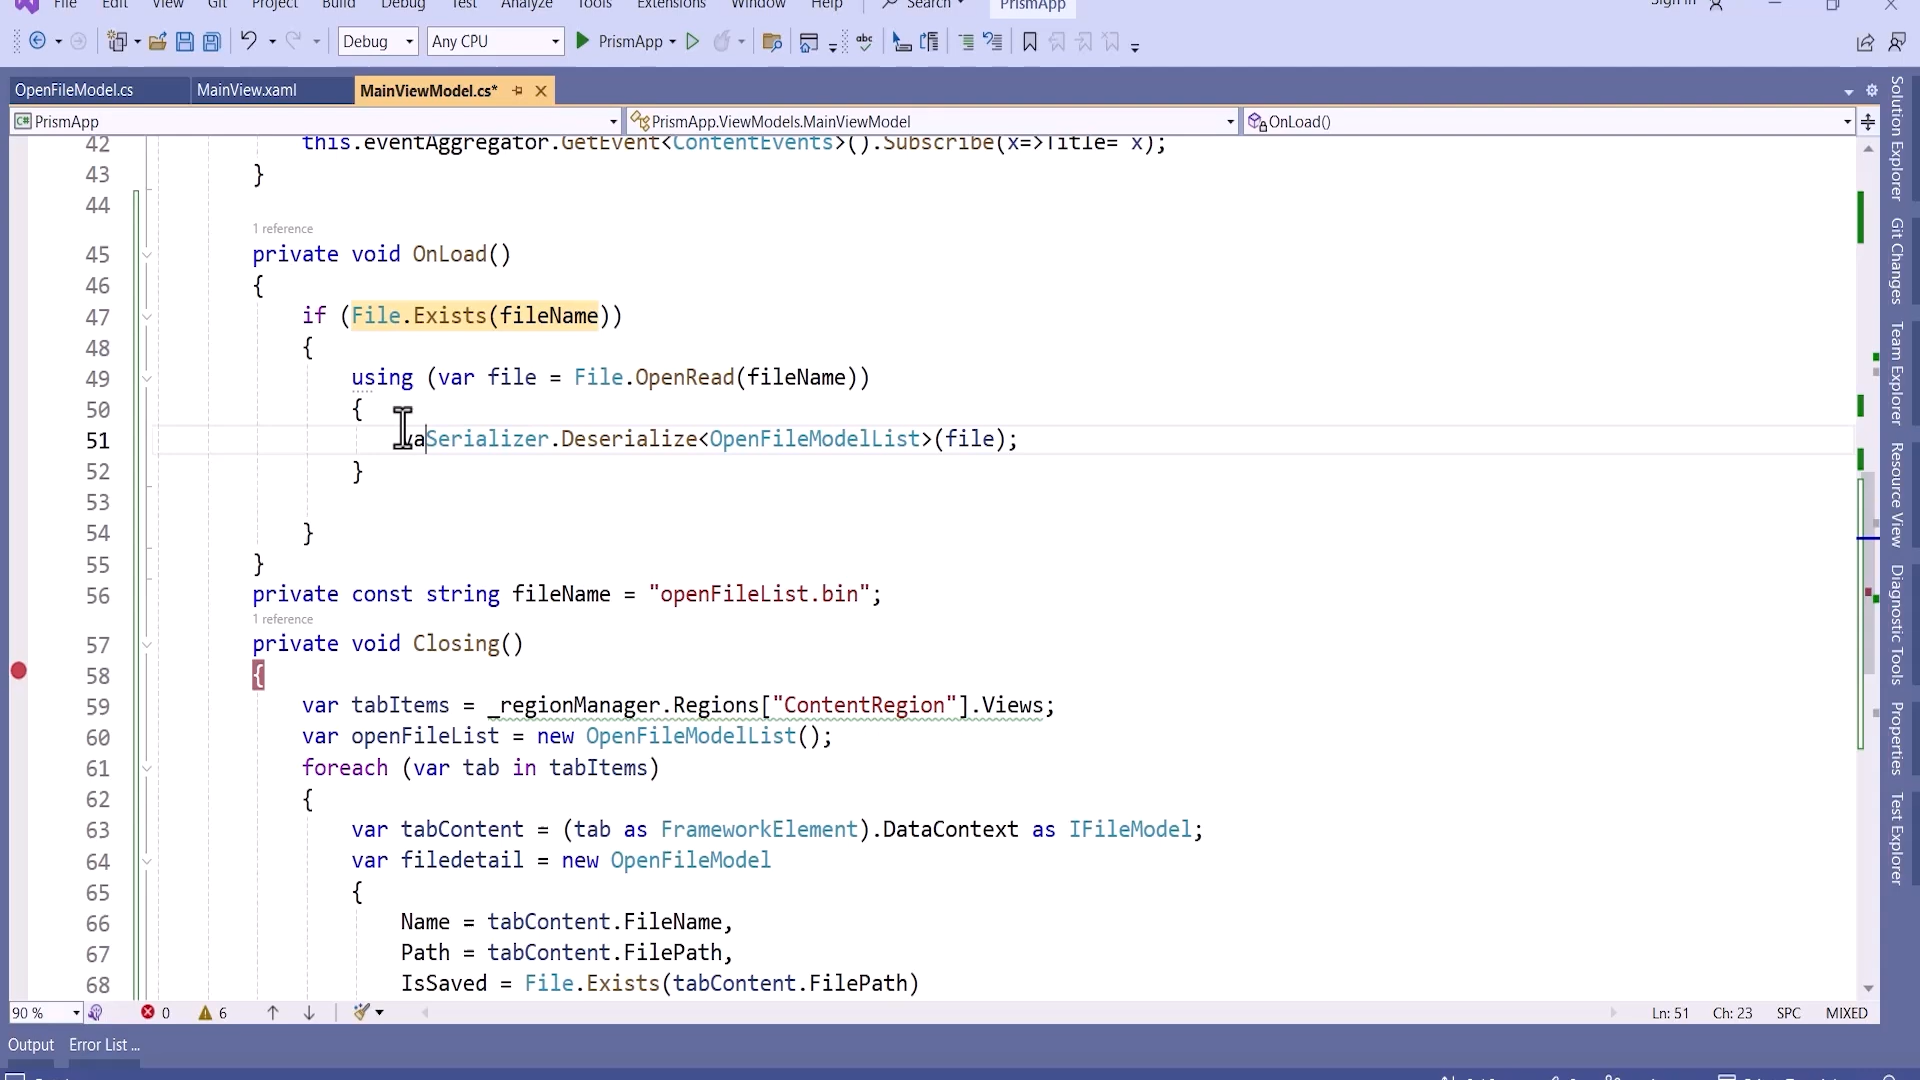 File Edit View Git Project Build Debug Test Analyze Tools Extensions Window Help Search PrismApp Sign in
Debug Any CPU PrismApp
OpenFileModel.cs MainView.xaml MainViewModel.cs*
PrismApp PrismApp.ViewModels.MainViewModel OnLoad()
42 this.eventAggregator.GetEvent<ContentEvents>().Subscribe(x=>Title= x);
43 }
44
1 reference
45 private void OnLoad()
46 {
47 if (File.Exists(fileName))
48 {
49 using (var file = File.OpenRead(fileName))
50 {
51 vaSerializer.Deserialize<OpenFileModelList>(file);
52 }
53
54 }
55 }
56 private const string fileName = "openFileList.bin";
1 reference
57 private void Closing()
58 {
59 var tabItems = _regionManager.Regions["ContentRegion"].Views;
60 var openFileList = new OpenFileModelList();
61 foreach (var tab in tabItems)
62 {
63 var tabContent = (tab as FrameworkElement).DataContext as IFileModel;
64 var filedetail = new OpenFileModel
65 {
66 Name = tabContent.FileName,
67 Path = tabContent.FilePath,
68 IsSaved = File.Exists(tabContent.FilePath)
90 % 0 6 Ln: 51 Ch: 23 SPC MIXED
Output Error List ...
Solution Explorer
Git Changes
Team Explorer
Resource View
Diagnostic Tools
Properties
Test Explorer